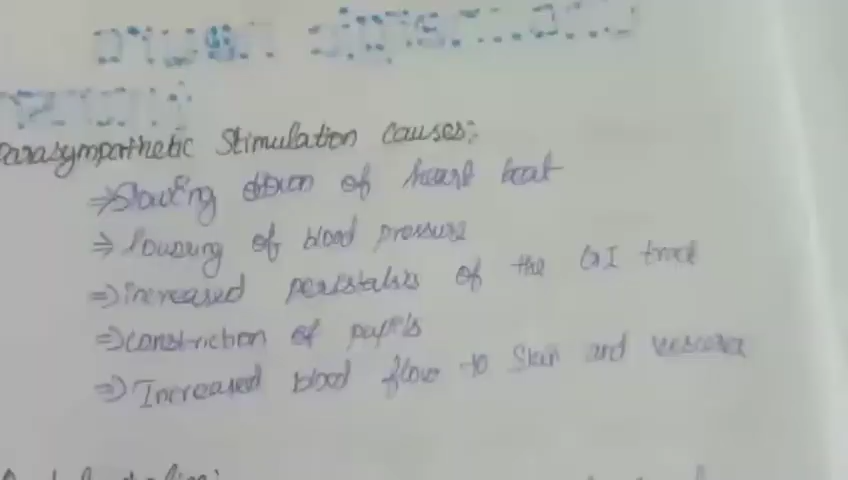 Parasympathetic Stimulation causes:
⇒ Slowing down of heart beat
⇒ lowering of blood pressure
⇒ increased peristalsis of the GI tract
⇒ constriction of pupils
⇒ Increased blood flow to Skin and viscera